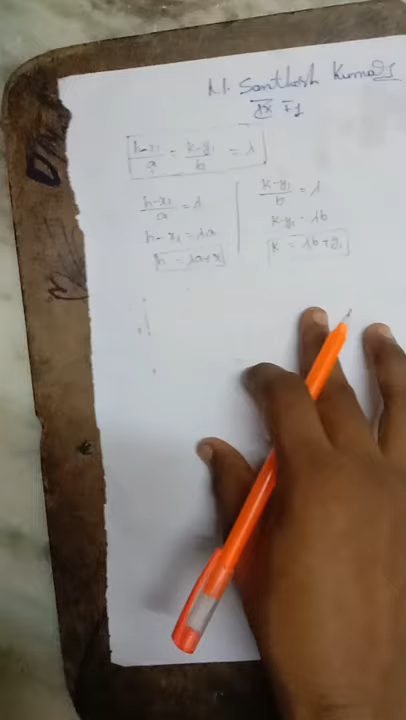 N. Santhosh Kumar
IX F1
(h-x₁)/a = (k-y₁)/b = λ
(h-x₁)/a = λ
h-x₁ = λa
h = λa+x₁
(k-y₁)/b = λ
k-y₁ = λb
k = λb+y₁